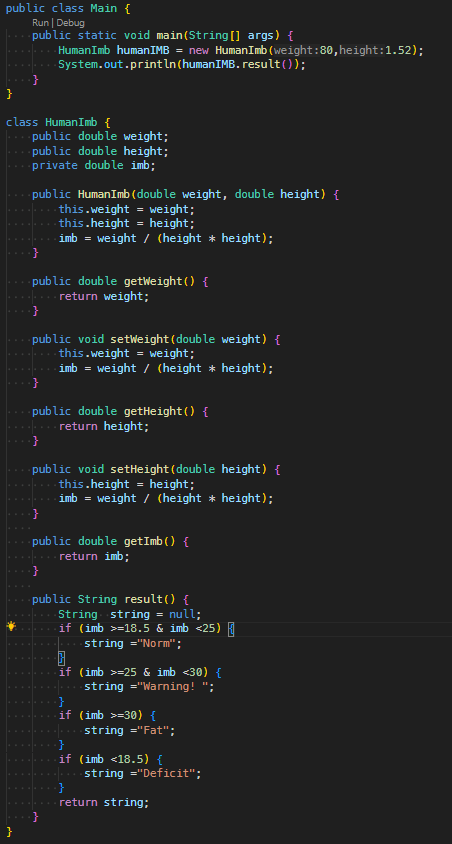 public class Main {
Run | Debug
public static void main(String[] args) {
HumanImb humanIMB = new HumanImb(weight:80,height:1.52);
System.out.println(humanIMB.result());
}
}
class HumanImb {
public double weight;
public double height;
private double imb;
public HumanImb(double weight, double height) {
this.weight = weight;
this.height = height;
imb = weight / (height * height);
}
public double getWeight() {
return weight;
}
public void setWeight(double weight) {
this.weight = weight;
imb = weight / (height * height);
}
public double getHeight() {
return height;
}
public void setHeight(double height) {
this.height = height;
imb = weight / (height * height);
}
public double getImb() {
return imb;
}
public String result() {
String  string = null;
if (imb >=18.5 & imb <25) {
string ="Norm";
}
if (imb >=25 & imb <30) {
string ="Warning! ";
}
if (imb >=30) {
string ="Fat";
}
if (imb <18.5) {
string ="Deficit";
}
return string;
}
}